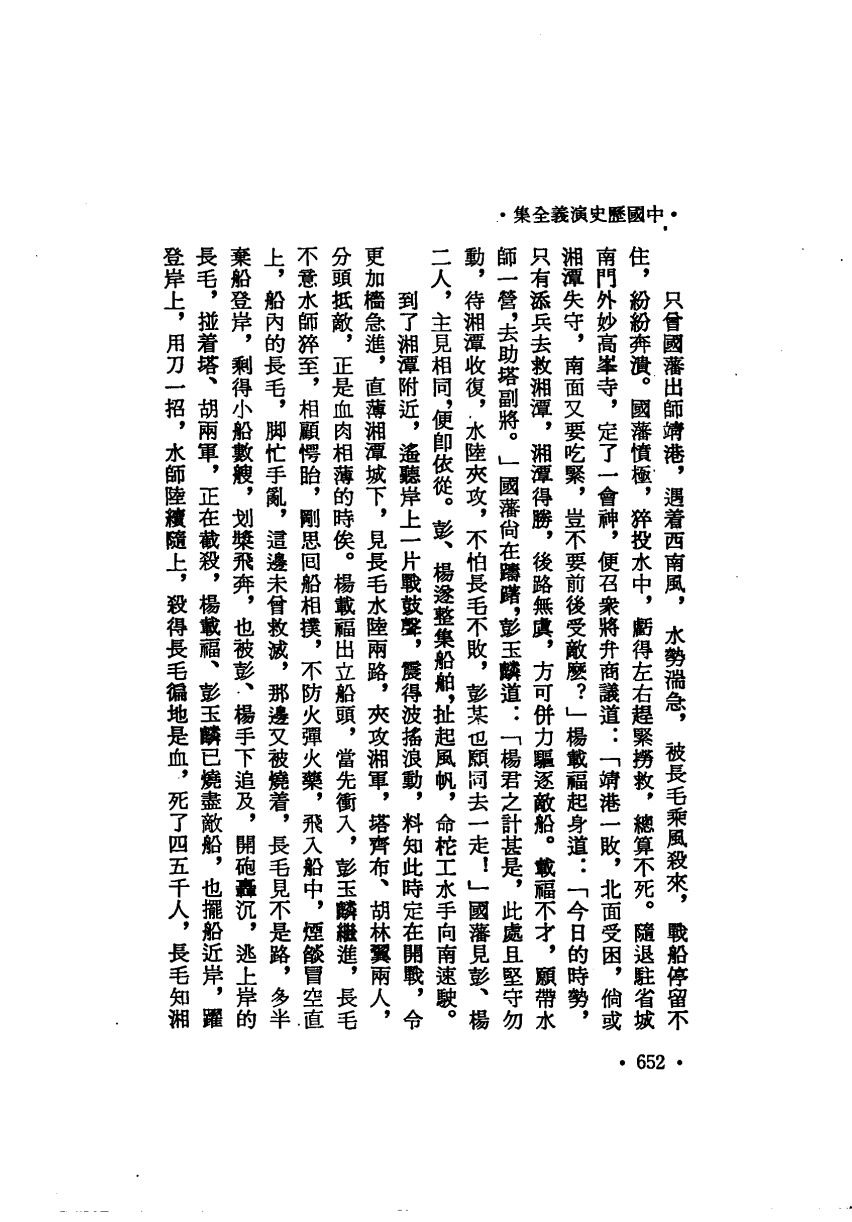 ·中國歷史演義全集·
只曾國藩出師靖港，遇着西南風，水勢湍急，被長毛乘風殺來，戰船停留不
住，紛紛奔潰。國藩憤極，猝投水中，虧得左右趕緊撈救，總算不死。隨退駐省城
南門外妙高峯寺，定了一會神，便召衆將弁商議道：「靖港一敗，北面受困，倘或
湘潭失守，南面又要吃緊，豈不要前後受敵麽？」楊載福起身道：「今日的時勢，
只有添兵去救湘潭，湘潭得勝，後路無虞，方可併力驅逐敵船。載福不才，願帶水
師一營，去助塔副將。」國藩尚在躊躇，彭玉麟道：「楊君之計甚是，此處且堅守勿
動，待湘潭收復，水陸夾攻，不怕長毛不敗，彭某也願同去一走！」國藩見彭、楊
二人，主見相同，便卽依從。彭、楊遂整集船舶，扯起風帆，命柁工水手向南速駛。
到了湘潭附近，遙聽岸上一片戰鼓聲，震得波搖浪動，料知此時定在開戰，令
更加檣急進，直薄湘潭城下，見長毛水陸兩路，夾攻湘軍，塔齊布、胡林翼兩人，
分頭抵敵，正是血肉相薄的時俟。楊載福出立船頭，當先衝入，彭玉麟繼進，長毛
不意水師猝至，相顧愕眙，剛思囘船相撲，不防火彈火藥，飛入船中，煙燄冒空直
上，船內的長毛，脚忙手亂，這邊未曾救滅，那邊又被燒着，長毛見不是路，多半
棄船登岸，剩得小船數艘，划槳飛奔，也被彭、楊手下追及，開砲轟沉，逃上岸的
長毛，掽着塔、胡兩軍，正在截殺，楊載福、彭玉麟已燒盡敵船，也擺船近岸，躍
登岸上，用刀一招，水師陸續隨上，殺得長毛徧地是血，死了四五千人，長毛知湘
·652·